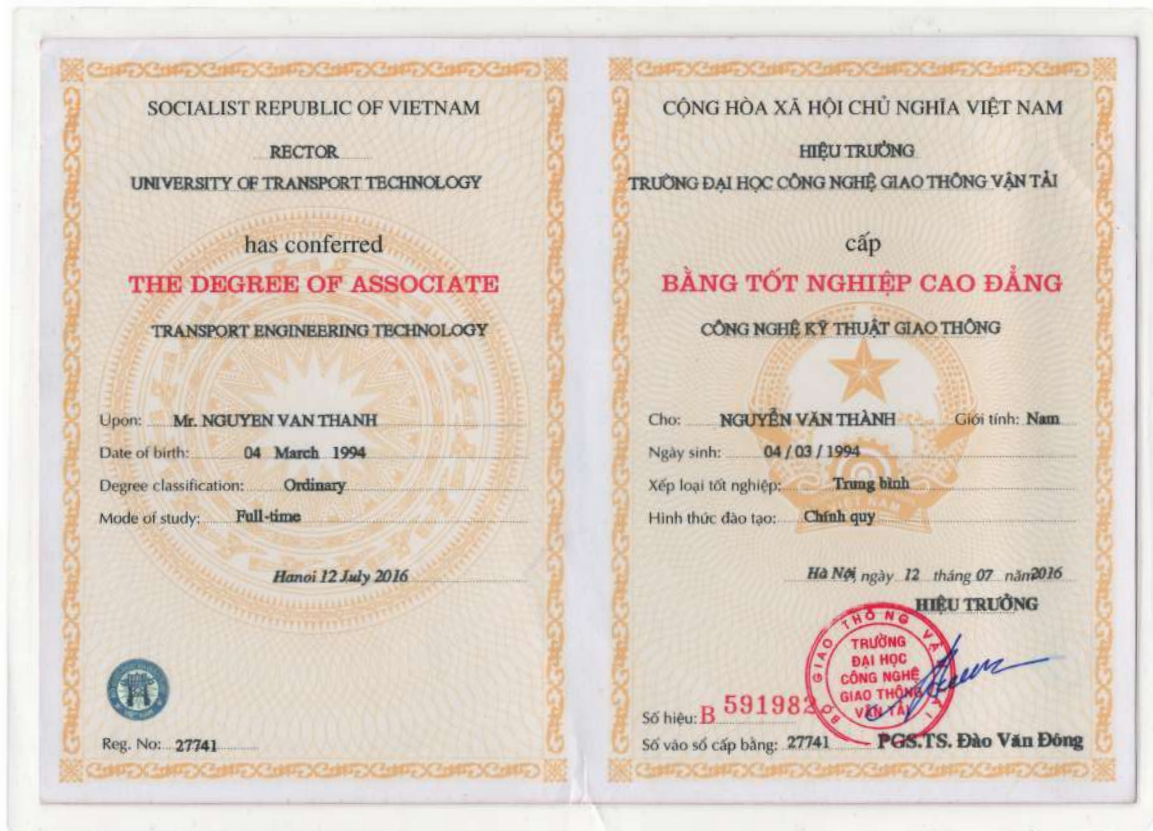 SOCIALIST REPUBLIC OF VIETNAM
RECTOR
UNIVERSITY OF TRANSPORT TECHNOLOGY
has conferred
THE DEGREE OF ASSOCIATE
TRANSPORT ENGINEERING TECHNOLOGY
Upon: Mr. NGUYEN VAN THANH
Date of birth: 04 March 1994
Degree classification: Ordinary
Mode of study: Full-time
Hanoi 12 July 2016
Reg. No: 27741
CỘNG HÒA XÃ HỘI CHỦ NGHĨA VIỆT NAM
HIỆU TRƯỞNG
TRƯỜNG ĐẠI HỌC CÔNG NGHỆ GIAO THÔNG VẬN TẢI
cấp
BẰNG TỐT NGHIỆP CAO ĐẲNG
CÔNG NGHỆ KỸ THUẬT GIAO THÔNG
Cho: NGUYỄN VĂN THÀNH Giới tính: Nam
Ngày sinh: 04 / 03 / 1994
Xếp loại tốt nghiệp: Trung bình
Hình thức đào tạo: Chính quy
Hà Nội, ngày 12 tháng 07 năm 2016
HIỆU TRƯỞNG
BỘ GIAO THÔNG VẬN TẢI
TRƯỜNG
ĐẠI HỌC
CÔNG NGHỆ
GIAO THÔNG
VẬN TẢI
Số hiệu: B 591982
Số vào sổ cấp bằng: 27741 PGS.TS. Đào Văn Đông